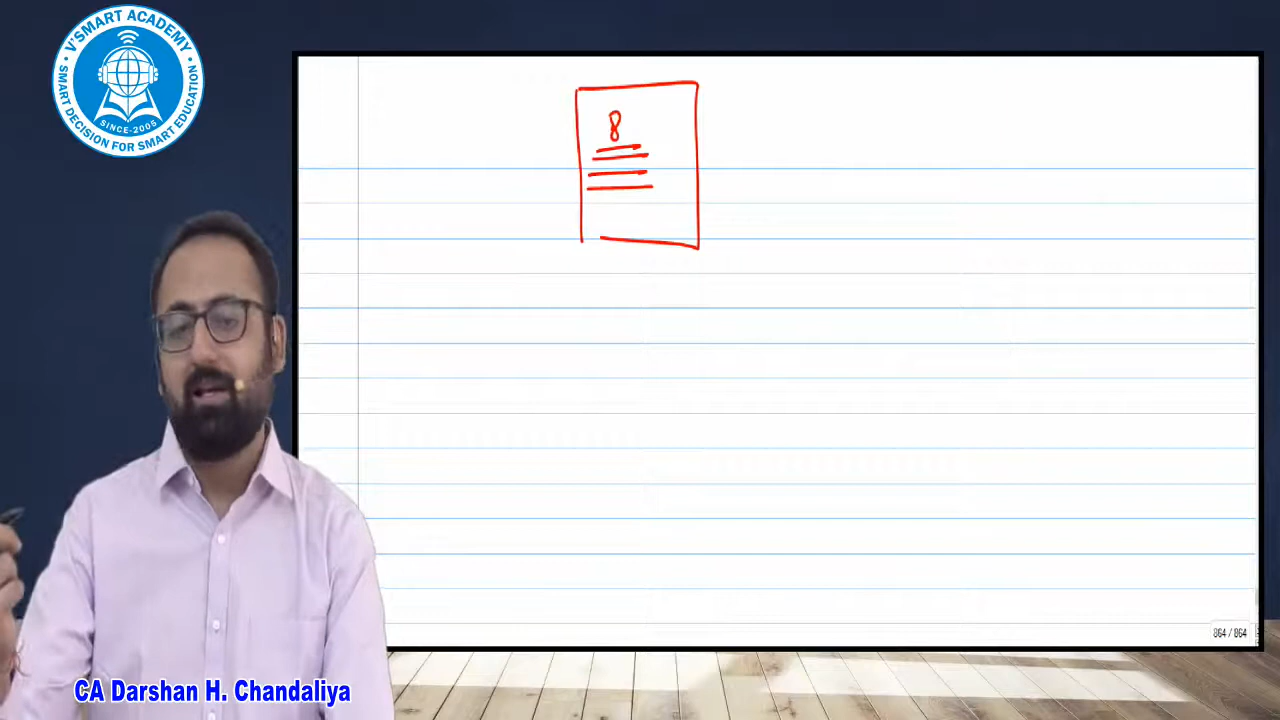 V'SMART ACADEMY
SINCE-2005
SMART DECISION FOR SMART EDUCATION
8
864 / 864
CA Darshan H. Chandaliya